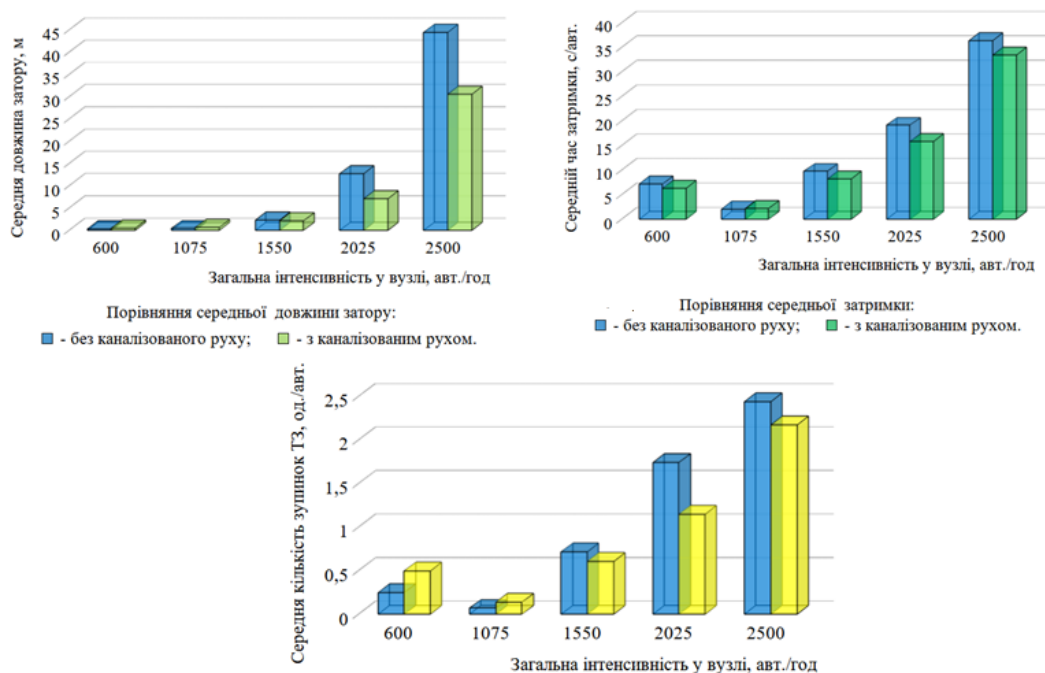 Середня довжина затору, м
45
40
35
30
25
20
15
10
5
0
600 1075 1550 2025 2500
Загальна інтенсивність у вузлі, авт./год
Порівняння середньої довжини затору:
- без каналізованого руху; - з каналізованим рухом.
Середній час затримки, с/авт.
40
35
30
25
20
15
10
5
0
600 1075 1550 2025 2500
Загальна інтенсивність у вузлі, авт./год
Порівняння середньої затримки:
- без каналізованого руху; - з каналізованим рухом.
Середня кількість зупинок ТЗ, од./авт.
2,5
2
1,5
1
0,5
0
600 1075 1550 2025 2500
Загальна інтенсивність у вузлі, авт./год